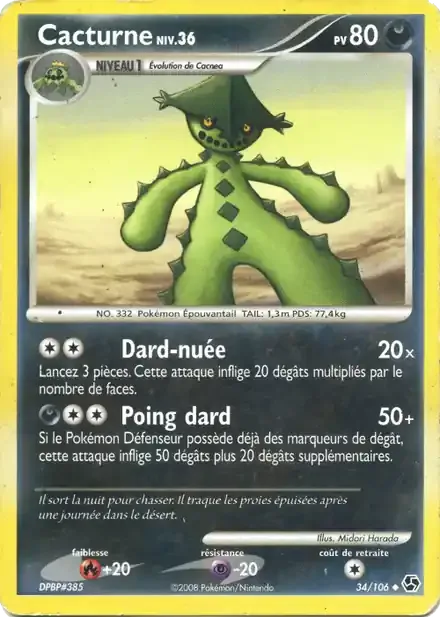 Cacturne NIV.36 PV 80
NIVEAU 1 Évolution de Cacnea
NO. 332 Pokémon Épouvantail TAIL: 1,3 m PDS: 77,4 kg
Dard-nuée 20x
Lancez 3 pièces. Cette attaque inflige 20 dégâts multipliés par le
nombre de faces.
Poing dard 50+
Si le Pokémon Défenseur possède déjà des marqueurs de dégât,
cette attaque inflige 50 dégâts plus 20 dégâts supplémentaires.
Il sort la nuit pour chasser. Il traque les proies épuisées après
une journée dans le désert.
Illus. Midori Harada
faiblesse résistance coût de retraite
+20 -20
DPBP#385 ©2008 Pokémon/Nintendo 34/106